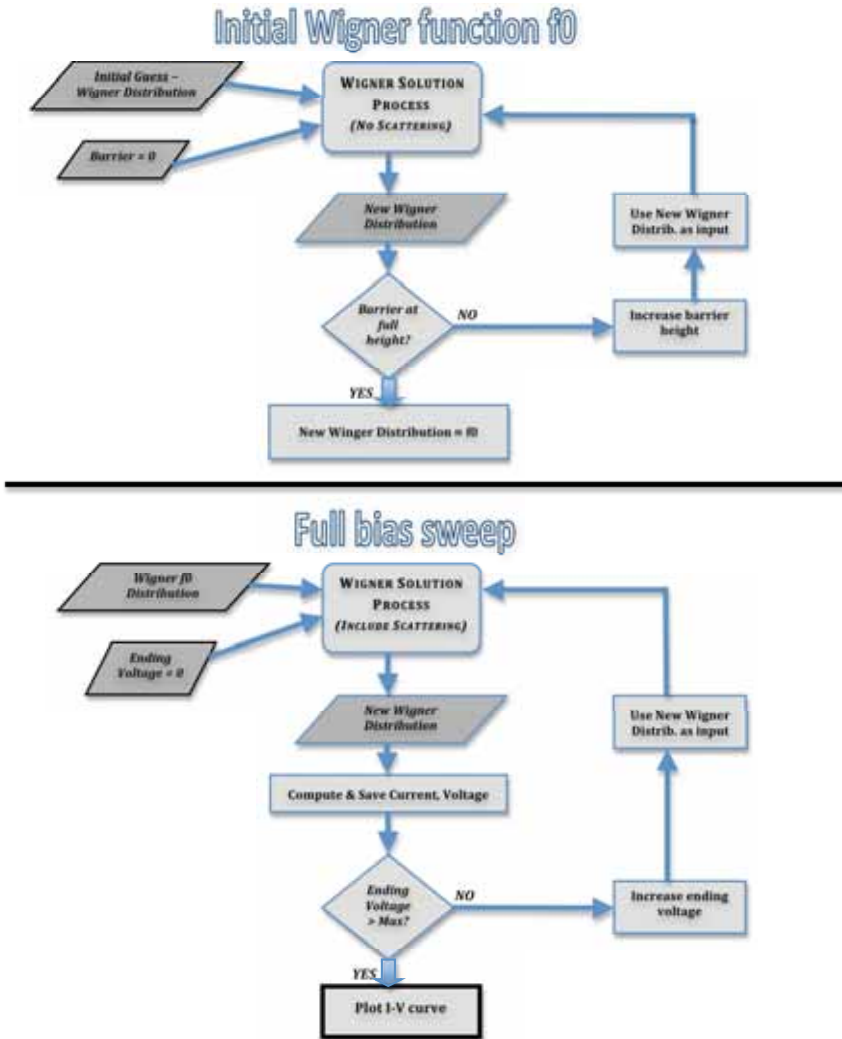 Initial Wigner function f0
Initial Guess –
Wigner Distribution
WIGNER SOLUTION
PROCESS
(NO SCATTERING)
Barrier = 0
New Wigner
Distribution
Use New Wigner
Distrib. as input
Barrier at
full
height?
NO
Increase barrier
height
YES
New Winger Distribution = f0
Full bias sweep
Wigner f0
Distribution
WIGNER SOLUTION
PROCESS
(INCLUDE SCATTERING)
Ending
Voltage = 0
New Wigner
Distribution
Use New Wigner
Distrib. as input
Compute & Save Current, Voltage
Ending
Voltage
> Max?
NO
Increase ending
voltage
YES
Plot I-V curve